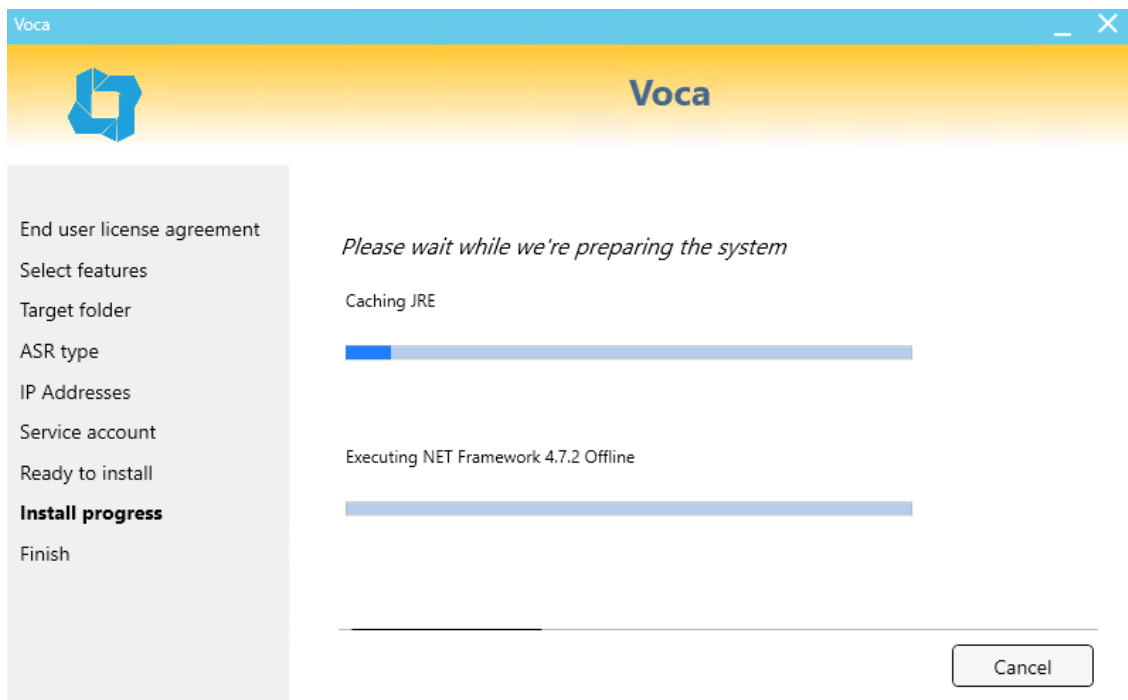 Voca
Voca
End user license agreement
Select features
Target folder
ASR type
IP Addresses
Service account
Ready to install
Install progress
Finish
Please wait while we're preparing the system
Caching JRE
Executing NET Framework 4.7.2 Offline
Cancel